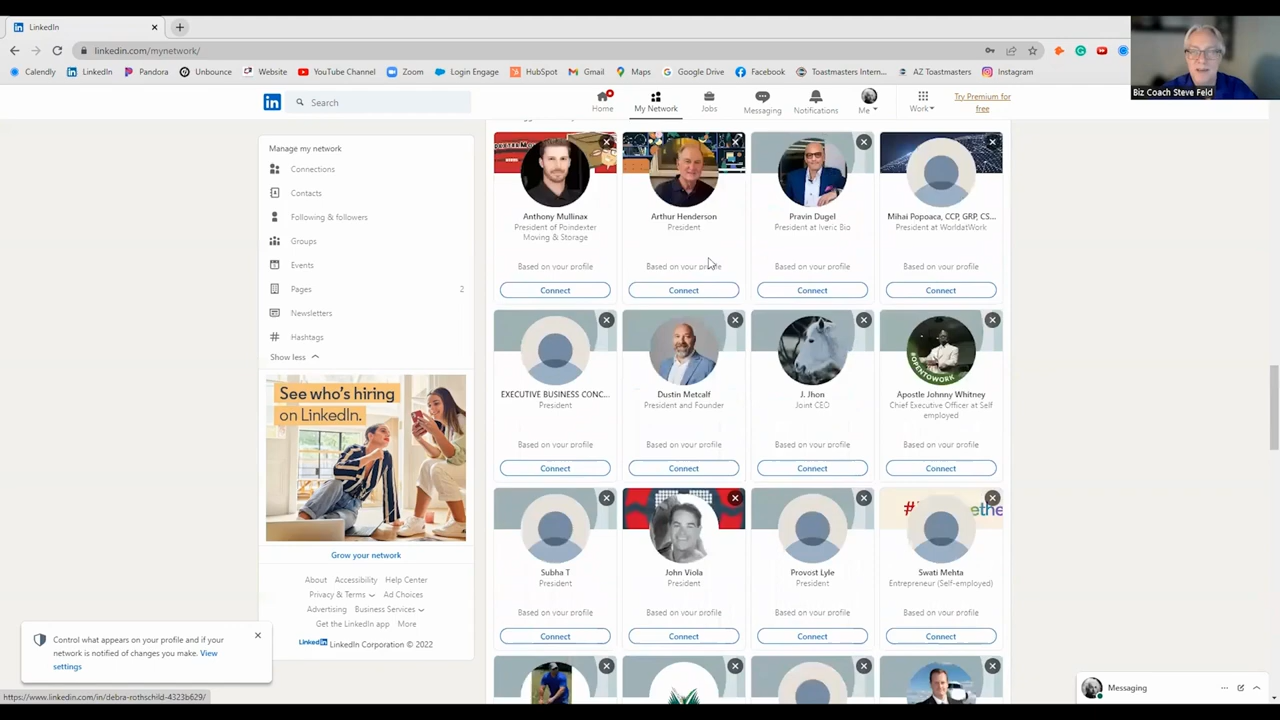 LinkedIn
linkedin.com/mynetwork/
Calendly
LinkedIn
Pandora
Unbounce
Website
YouTube Channel
Zoom
Login Engage
HubSpot
Gmail
Maps
Google Drive
Facebook
Toastmasters Intern...
AZ Toastmasters
Instagram
Biz Coach Steve Feld
in
Search
Home
My Network
Jobs
Messaging
Notifications
Me
Work
Try Premium for
free
Manage my network
Connections
Contacts
Following & followers
Groups
Events
Pages 2
Newsletters
# Hashtags
Show less
See who's hiring
on LinkedIn.
Grow your network
About Accessibility Help Center
Privacy & Terms Ad Choices
Advertising Business Services
Get the LinkedIn app More
LinkedIn LinkedIn Corporation © 2022
Anthony Mullinax
President of Poindexter
Moving & Storage
Based on your profile
Connect
Arthur Henderson
President
Based on your profile
Connect
Pravin Dugel
President at Iveric Bio
Based on your profile
Connect
Mihai Popoaca, CCP, GRP, CS...
President at WorldatWork
Based on your profile
Connect
EXECUTIVE BUSINESS CONC...
President
Based on your profile
Connect
Dustin Metcalf
President and Founder
Based on your profile
Connect
J. Jhon
Joint CEO
Based on your profile
Connect
#OPENTOWORK
Apostle Johnny Whitney
Chief Executive Officer at Self
employed
Based on your profile
Connect
Subha T
President
Based on your profile
Connect
John Viola
President
Based on your profile
Connect
Provost Lyle
President
Based on your profile
Connect
Swati Mehta
Entrepreneur (Self-employed)
Based on your profile
Connect
Control what appears on your profile and if your
network is notified of changes you make. View
settings
https://www.linkedin.com/in/debra-rothschild-4323b629/
Messaging